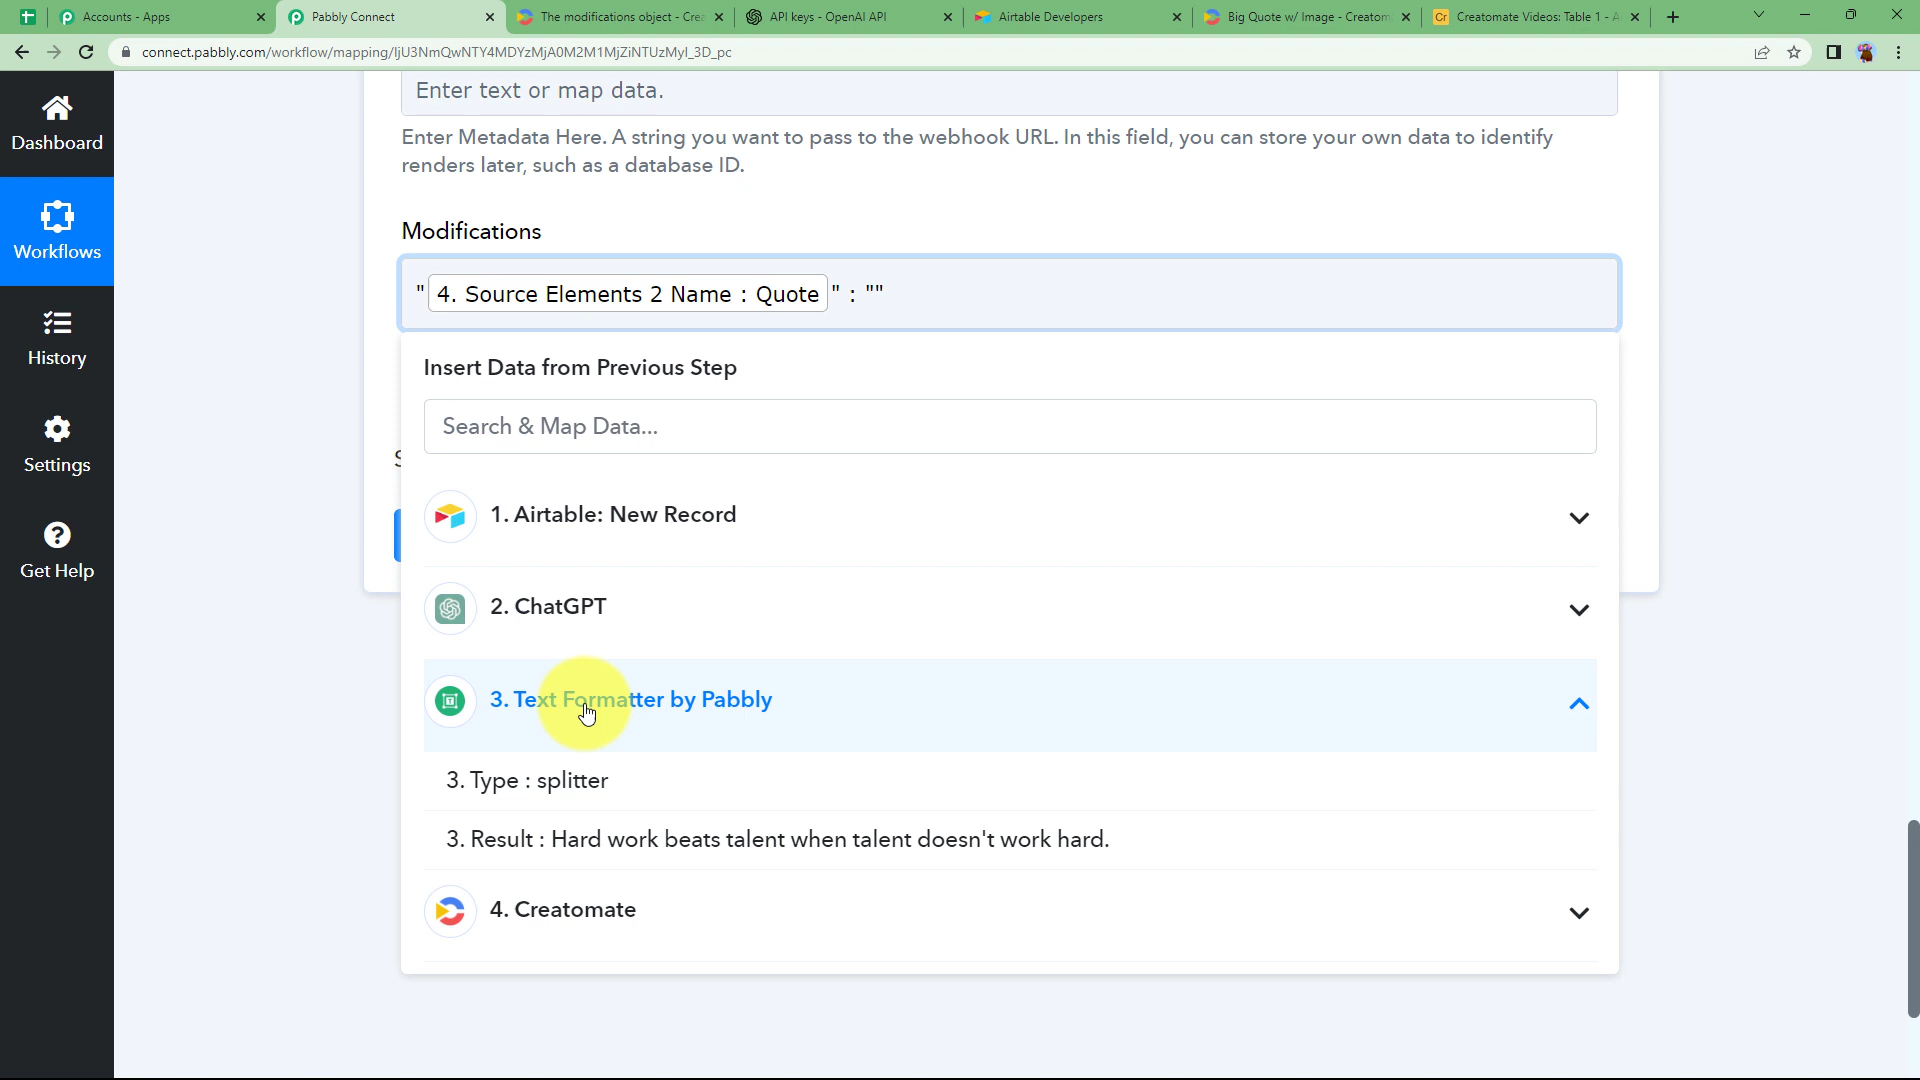 Accounts - Apps
Pabbly Connect
The modifications object - Crea
API keys - OpenAI API
Airtable Developers
Big Quote w/ Image - Creatom
Cr Creatomate Videos: Table 1 - A
connect.pabbly.com/workflow/mapping/IjU3NmQwNTY4MDYzMjA0M2M1MjZiNTUzMyI_3D_pc
Dashboard
Workflows
History
Settings
Get Help
Enter text or map data.
Enter Metadata Here. A string you want to pass to the webhook URL. In this field, you can store your own data to identify
renders later, such as a database ID.
Modifications
" 4. Source Elements 2 Name : Quote " : ""
Insert Data from Previous Step
Search & Map Data...
1. Airtable: New Record
2. ChatGPT
3. Text Formatter by Pabbly
3. Type : splitter
3. Result : Hard work beats talent when talent doesn't work hard.
4. Creatomate